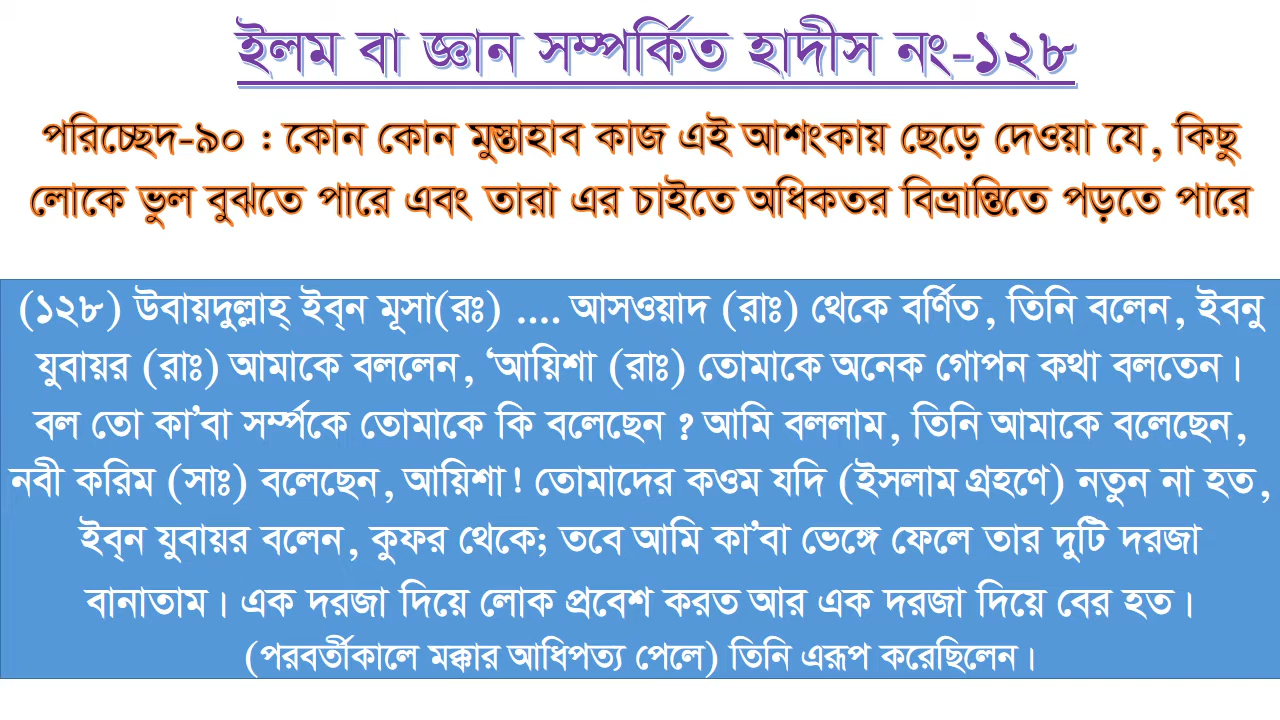 ইলম বা জ্ঞান সম্পর্কিত হাদীস নং-১২৮
পরিচ্ছেদ-৯০ : কোন কোন মুস্তাহাব কাজ এই আশংকায় ছেড়ে দেওয়া যে, কিছু
লোকে ভুল বুঝতে পারে এবং তারা এর চাইতে অধিকতর বিভ্রান্তিতে পড়তে পারে
(১২৮) উবায়দুল্লাহ্ ইব্‌ন মূসা(রঃ) .... আসওয়াদ (রাঃ) থেকে বর্ণিত, তিনি বলেন, ইবনু
যুবায়র (রাঃ) আমাকে বললেন, ‘আয়িশা (রাঃ) তোমাকে অনেক গোপন কথা বলতেন।
বল তো কা’বা সর্ম্পকে তোমাকে কি বলেছেন ? আমি বললাম, তিনি আমাকে বলেছেন,
নবী করিম (সাঃ) বলেছেন, আয়িশা! তোমাদের কওম যদি (ইসলাম গ্রহণে) নতুন না হত,
ইব্‌ন যুবায়র বলেন, কুফর থেকে; তবে আমি কা’বা ভেঙ্গে ফেলে তার দুটি দরজা
বানাতাম। এক দরজা দিয়ে লোক প্রবেশ করত আর এক দরজা দিয়ে বের হত।
(পরবর্তীকালে মক্কার আধিপত্য পেলে) তিনি এরূপ করেছিলেন।